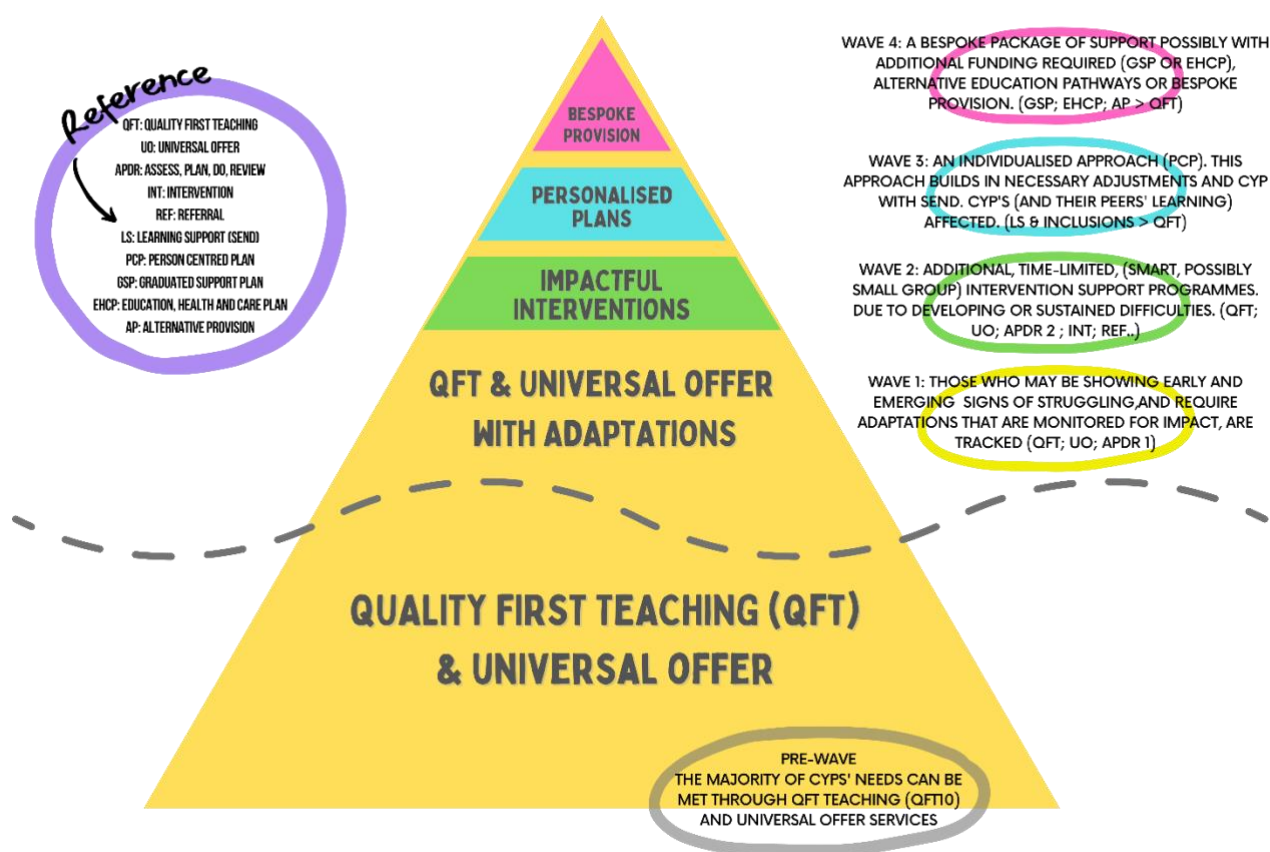 Reference
QFT: QUALITY FIRST TEACHING
UO: UNIVERSAL OFFER
APDR: ASSESS, PLAN, DO, REVIEW
INT: INTERVENTION
REF: REFERRAL
LS: LEARNING SUPPORT (SEND)
PCP: PERSON CENTRED PLAN
GSP: GRADUATED SUPPORT PLAN
EHCP: EDUCATION, HEALTH AND CARE PLAN
AP: ALTERNATIVE PROVISION
BESPOKE
PROVISION
PERSONALISED
PLANS
IMPACTFUL
INTERVENTIONS
QFT & UNIVERSAL OFFER
WITH ADAPTATIONS
QUALITY FIRST TEACHING (QFT)
& UNIVERSAL OFFER
WAVE 4: A BESPOKE PACKAGE OF SUPPORT POSSIBLY WITH
ADDITIONAL FUNDING REQUIRED (GSP OR EHCP),
ALTERNATIVE EDUCATION PATHWAYS OR BESPOKE
PROVISION. (GSP; EHCP; AP > QFT)
WAVE 3: AN INDIVIDUALISED APPROACH (PCP). THIS
APPROACH BUILDS IN NECESSARY ADJUSTMENTS AND CYP
WITH SEND. CYP'S (AND THEIR PEERS' LEARNING)
AFFECTED. (LS & INCLUSIONS > QFT)
WAVE 2: ADDITIONAL, TIME-LIMITED, (SMART, POSSIBLY
SMALL GROUP) INTERVENTION SUPPORT PROGRAMMES.
DUE TO DEVELOPING OR SUSTAINED DIFFICULTIES. (QFT;
UO; APDR 2 ; INT; REF..)
WAVE 1: THOSE WHO MAY BE SHOWING EARLY AND
EMERGING SIGNS OF STRUGGLING,AND REQUIRE
ADAPTATIONS THAT ARE MONITORED FOR IMPACT, ARE
TRACKED (QFT; UO; APDR 1)
PRE-WAVE
THE MAJORITY OF CYPS' NEEDS CAN BE
MET THROUGH QFT TEACHING (QFT10)
AND UNIVERSAL OFFER SERVICES